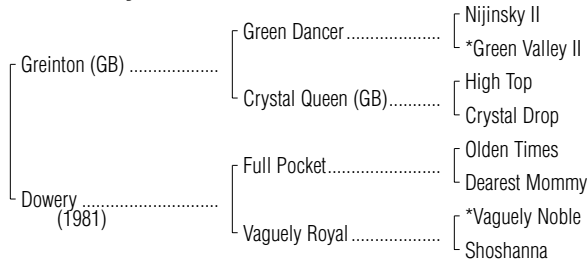 Nijinsky II
Green Dancer ...................
*Green Valley II
Greinton (GB) ...................
High Top
Crystal Queen (GB)...........
Crystal Drop
Olden Times
Full Pocket.......................
Dearest Mommy
Dowery .............................
(1981)
*Vaguely Noble
Vaguely Royal ...................
Shoshanna